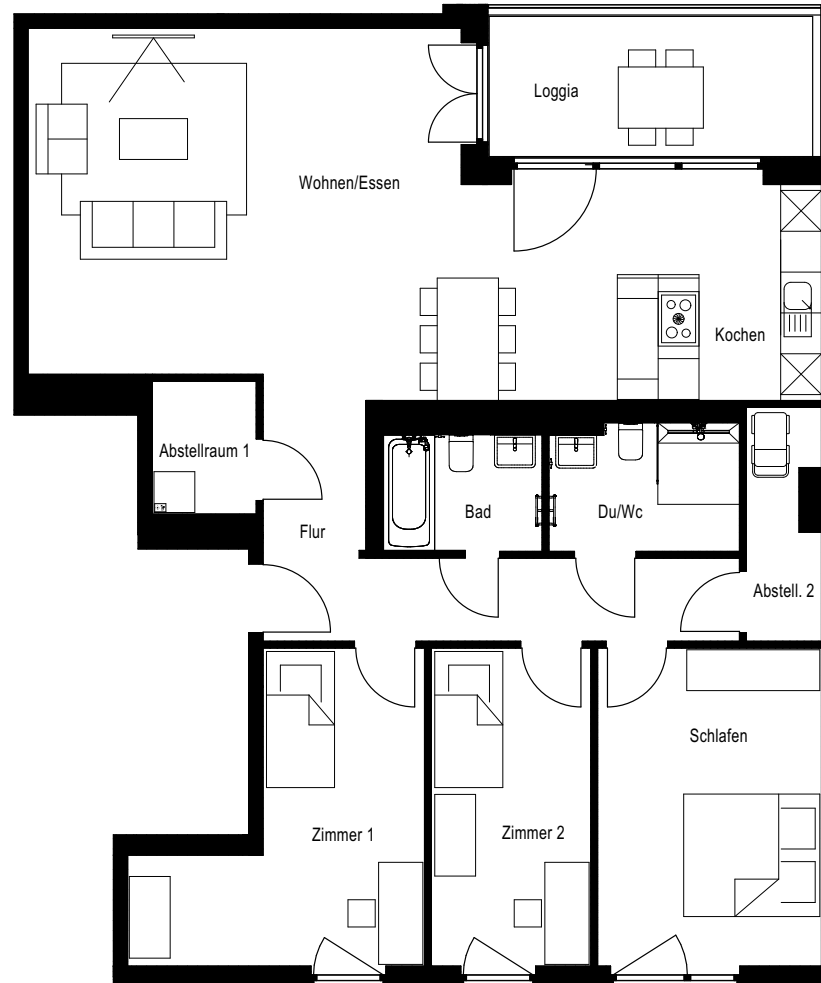 Loggia
Wohnen/Essen
Kochen
Abstellraum 1
Bad
Du/Wc
Flur
Abstell. 2
Schlafen
Zimmer 1
Zimmer 2